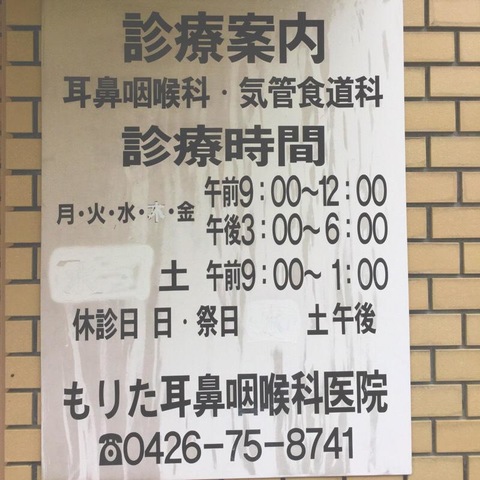 診療案内
耳鼻咽喉科・気管食道科
診療時間
月・火・水・木・金 午前9:00〜12:00
午後3:00〜6:00
土 午前9:00〜1:00
休診日 日・祭日 土午後
もりた耳鼻咽喉科医院
☎0426-75-8741